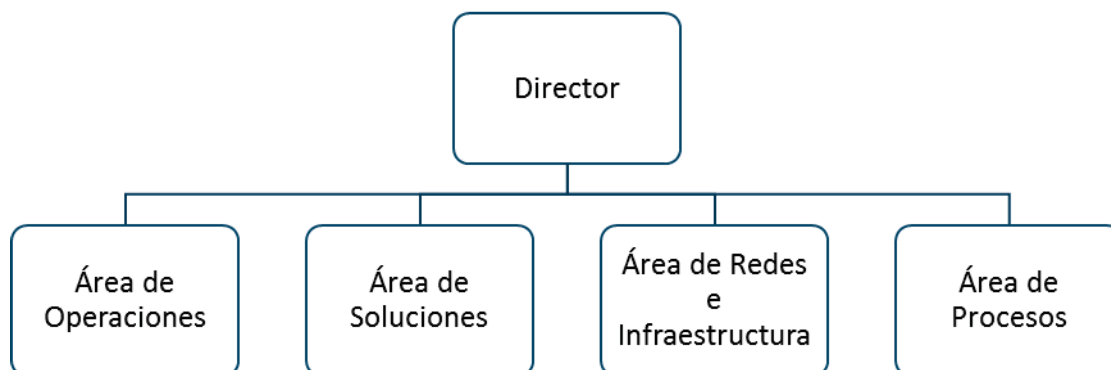 Director
Área de
Operaciones
Área de
Soluciones
Área de Redes
e
Infraestructura
Área de
Procesos